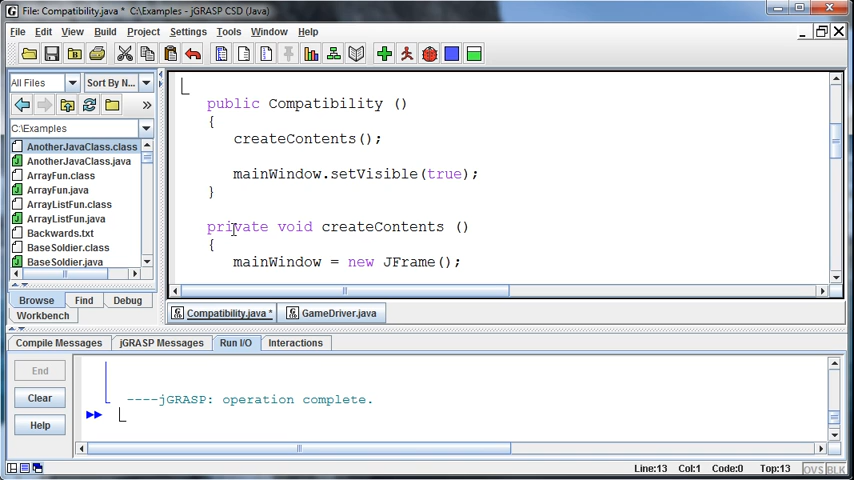 File: Compatibility.java * C:\Examples - jGRASP CSD (Java)
File Edit View Build Project Settings Tools Window Help
All Files Sort By N...
C:\Examples
AnotherJavaClass.class
AnotherJavaClass.java
ArrayFun.class
ArrayFun.java
ArrayListFun.class
ArrayListFun.java
Backwards.txt
BaseSoldier.class
BaseSoldier.java
Browse Find Debug
Workbench
public Compatibility ()
{
createContents();
mainWindow.setVisible(true);
}
private void createContents ()
{
mainWindow = new JFrame();
Compatibility.java * GameDriver.java
Compile Messages jGRASP Messages Run I/O Interactions
End
Clear
Help
----jGRASP: operation complete.
Line:13 Col:1 Code:0 Top:13 OVS BLK